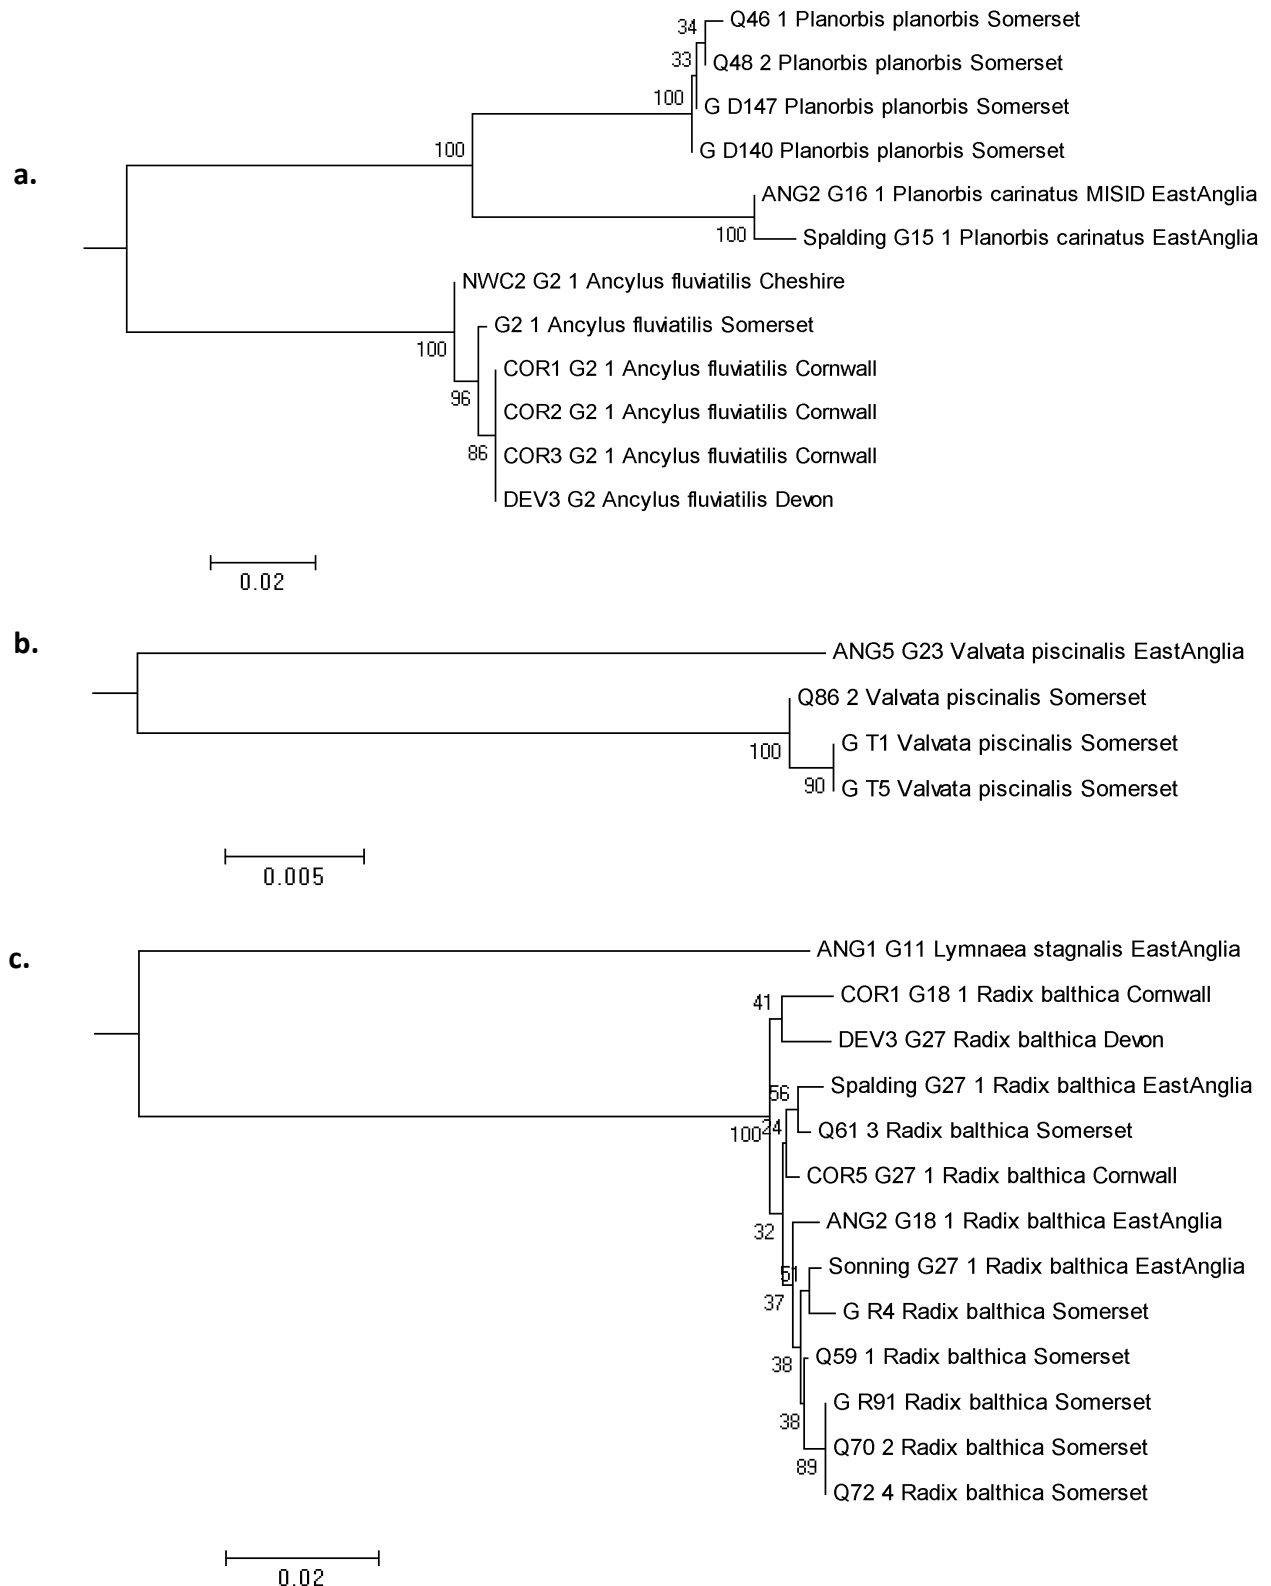 a.
34
Q46 1 Planorbis planorbis Somerset
33
Q48 2 Planorbis planorbis Somerset
100
G D147 Planorbis planorbis Somerset
100
G D140 Planorbis planorbis Somerset
ANG2 G16 1 Planorbis carinatus MISID EastAnglia
100
Spalding G15 1 Planorbis carinatus EastAnglia
NWC2 G2 1 Ancylus fluviatilis Cheshire
G2 1 Ancylus fluviatilis Somerset
100
COR1 G2 1 Ancylus fluviatilis Cornwall
96
COR2 G2 1 Ancylus fluviatilis Cornwall
86
COR3 G2 1 Ancylus fluviatilis Cornwall
DEV3 G2 Ancylus fluviatilis Devon
0.02
b.
ANG5 G23 Valvata piscinalis EastAnglia
Q86 2 Valvata piscinalis Somerset
100
G T1 Valvata piscinalis Somerset
90
G T5 Valvata piscinalis Somerset
0.005
c.
ANG1 G11 Lymnaea stagnalis EastAnglia
41
COR1 G18 1 Radix balthica Cornwall
DEV3 G27 Radix balthica Devon
56
Spalding G27 1 Radix balthica EastAnglia
100
24
Q61 3 Radix balthica Somerset
COR5 G27 1 Radix balthica Cornwall
32
ANG2 G18 1 Radix balthica EastAnglia
51
Sonning G27 1 Radix balthica EastAnglia
37
G R4 Radix balthica Somerset
38
Q59 1 Radix balthica Somerset
38
G R91 Radix balthica Somerset
89
Q70 2 Radix balthica Somerset
Q72 4 Radix balthica Somerset
0.02